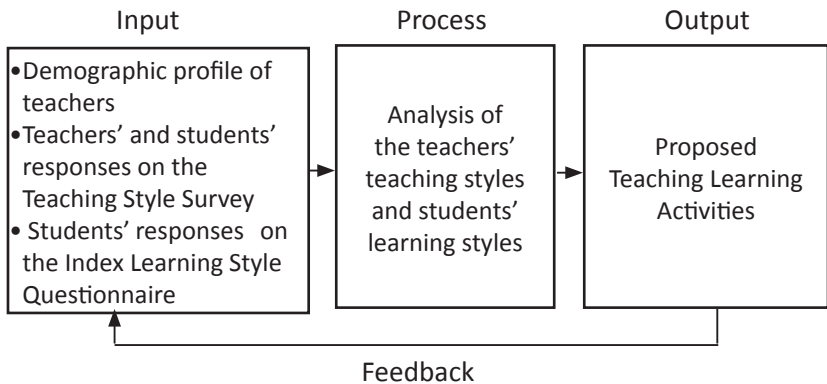 Input
Process
Output
•Demographic profile of
teachers
•Teachers’ and students’
responses on the
Teaching Style Survey
• Students’ responses on
the Index Learning Style
Questionnaire
Analysis of
the teachers’
teaching styles
and students’
learning styles
Proposed
Teaching Learning
Activities
Feedback